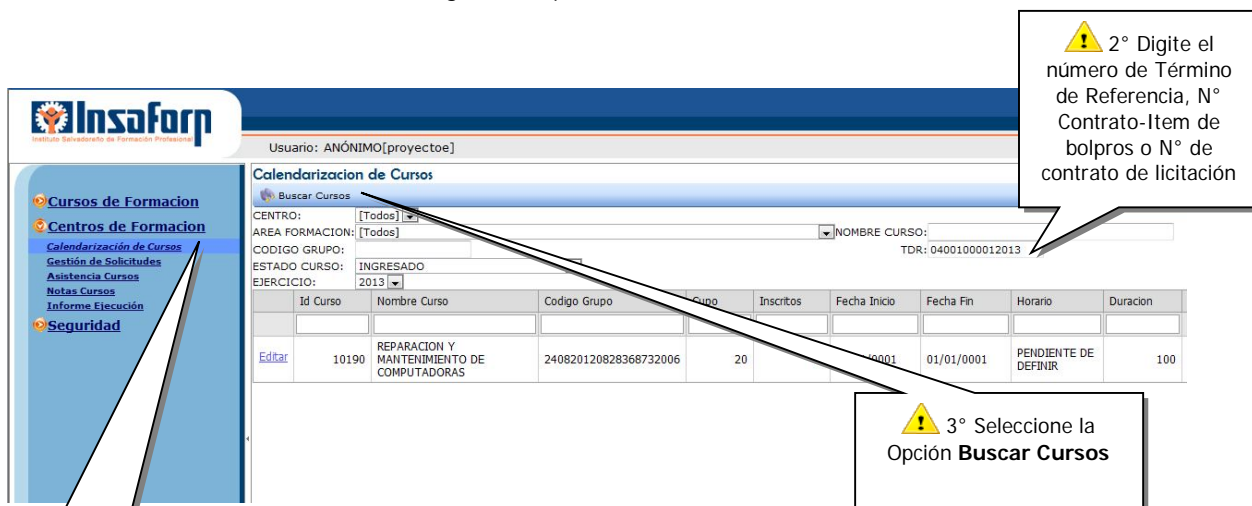 2° Digite el
número de Término
de Referencia, N°
Contrato-Item de
bolpros o N° de
contrato de licitación
Insaforp
Instituto Salvadoreño de Formación Profesional
Usuario: ANÓNIMO[proyectoe]
Cursos de Formacion
Centros de Formacion
Calendarización de Cursos
Gestión de Solicitudes
Asistencia Cursos
Notas Cursos
Informe Ejecución
Seguridad
Calendarizacion de Cursos
Buscar Cursos
CENTRO: [Todos]
AREA FORMACION: [Todos] NOMBRE CURSO:
CODIGO GRUPO: TDR: 04001000012013
ESTADO CURSO: INGRESADO
EJERCICIO: 2013
Id Curso Nombre Curso Codigo Grupo Cupo Inscritos Fecha Inicio Fecha Fin Horario Duracion
Editar 10190 REPARACION Y MANTENIMIENTO DE COMPUTADORAS 240820120828368732006 20 /0001 01/01/0001 PENDIENTE DE DEFINIR 100
3° Seleccione la
Opción Buscar Cursos